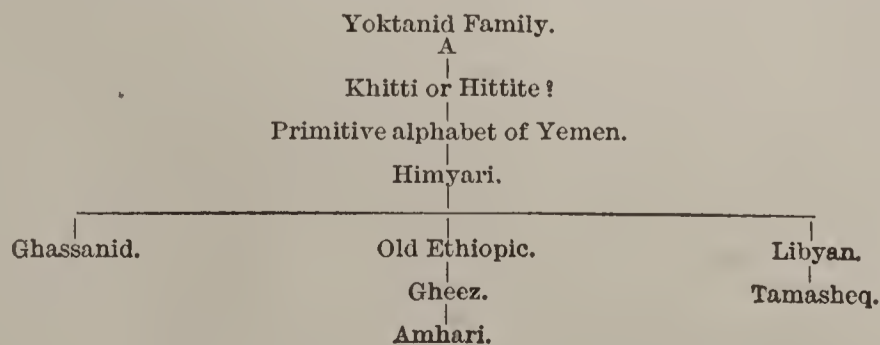 Yoktanid Family.
A
Khitti or Hittite?
Primitive alphabet of Yemen.
Himyari.
Ghassanid. Old Ethiopic. Libyan.
Gheez. Tamasheq.
Amhari.